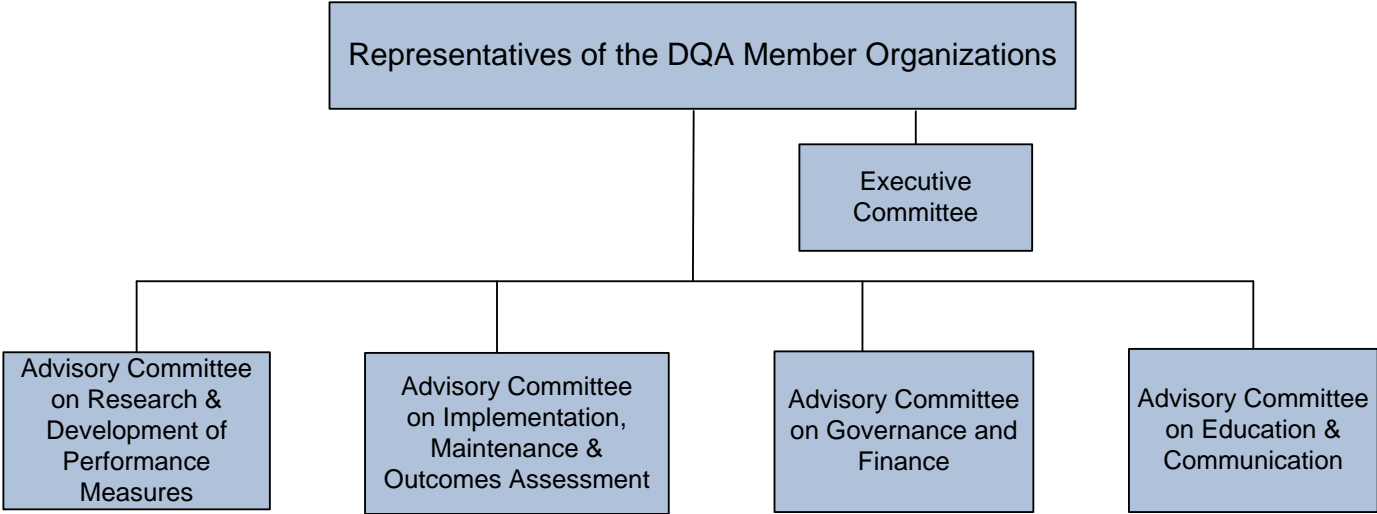 Representatives of the DQA Member Organizations
Executive
Committee
Advisory Committee
on Research &
Development of
Performance
Measures
Advisory Committee
on Implementation,
Maintenance &
Outcomes Assessment
Advisory Committee
on Governance and
Finance
Advisory Committee
on Education &
Communication